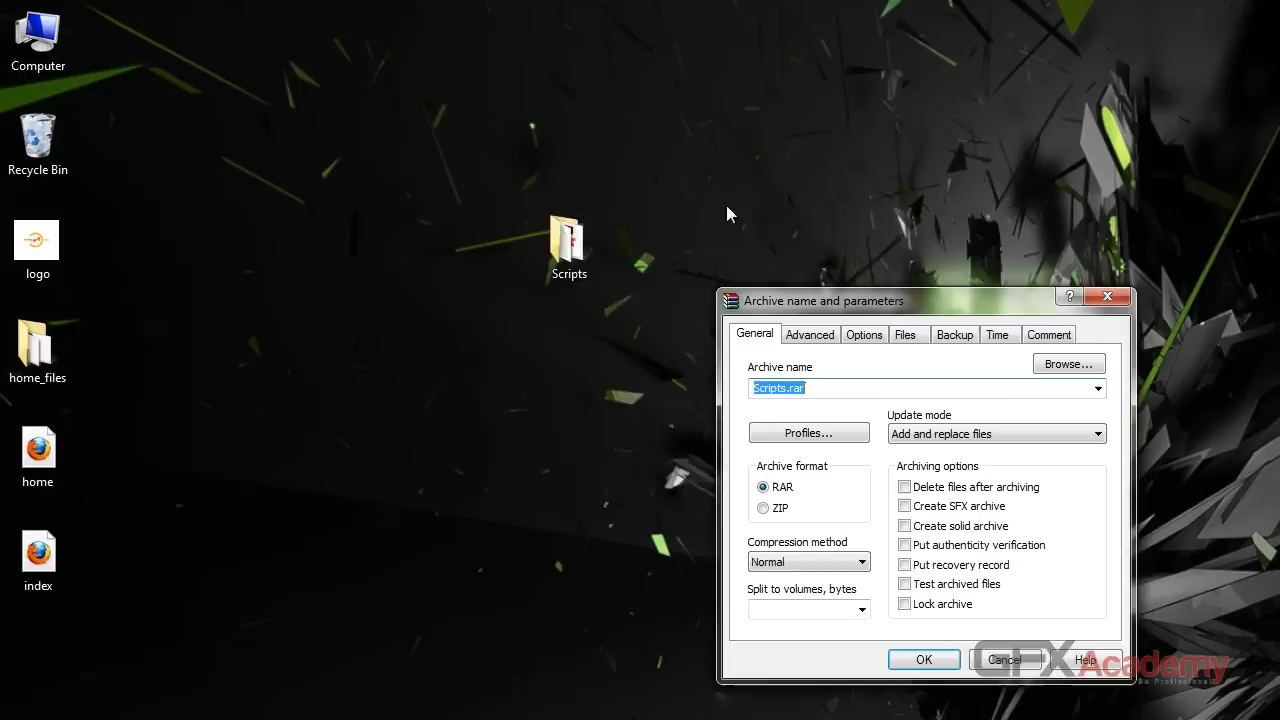 Computer
Recycle Bin
logo
home_files
home
index
Scripts
Archive name and parameters
?
General Advanced Options Files Backup Time Comment
Archive name
Browse...
Scripts.rar
Update mode
Profiles...
Add and replace files
Archive format
RAR
ZIP
Archiving options
Delete files after archiving
Create SFX archive
Create solid archive
Put authenticity verification
Put recovery record
Test archived files
Lock archive
Compression method
Normal
Split to volumes, bytes
OK Cancel Help
GFX Academy
Be Professional